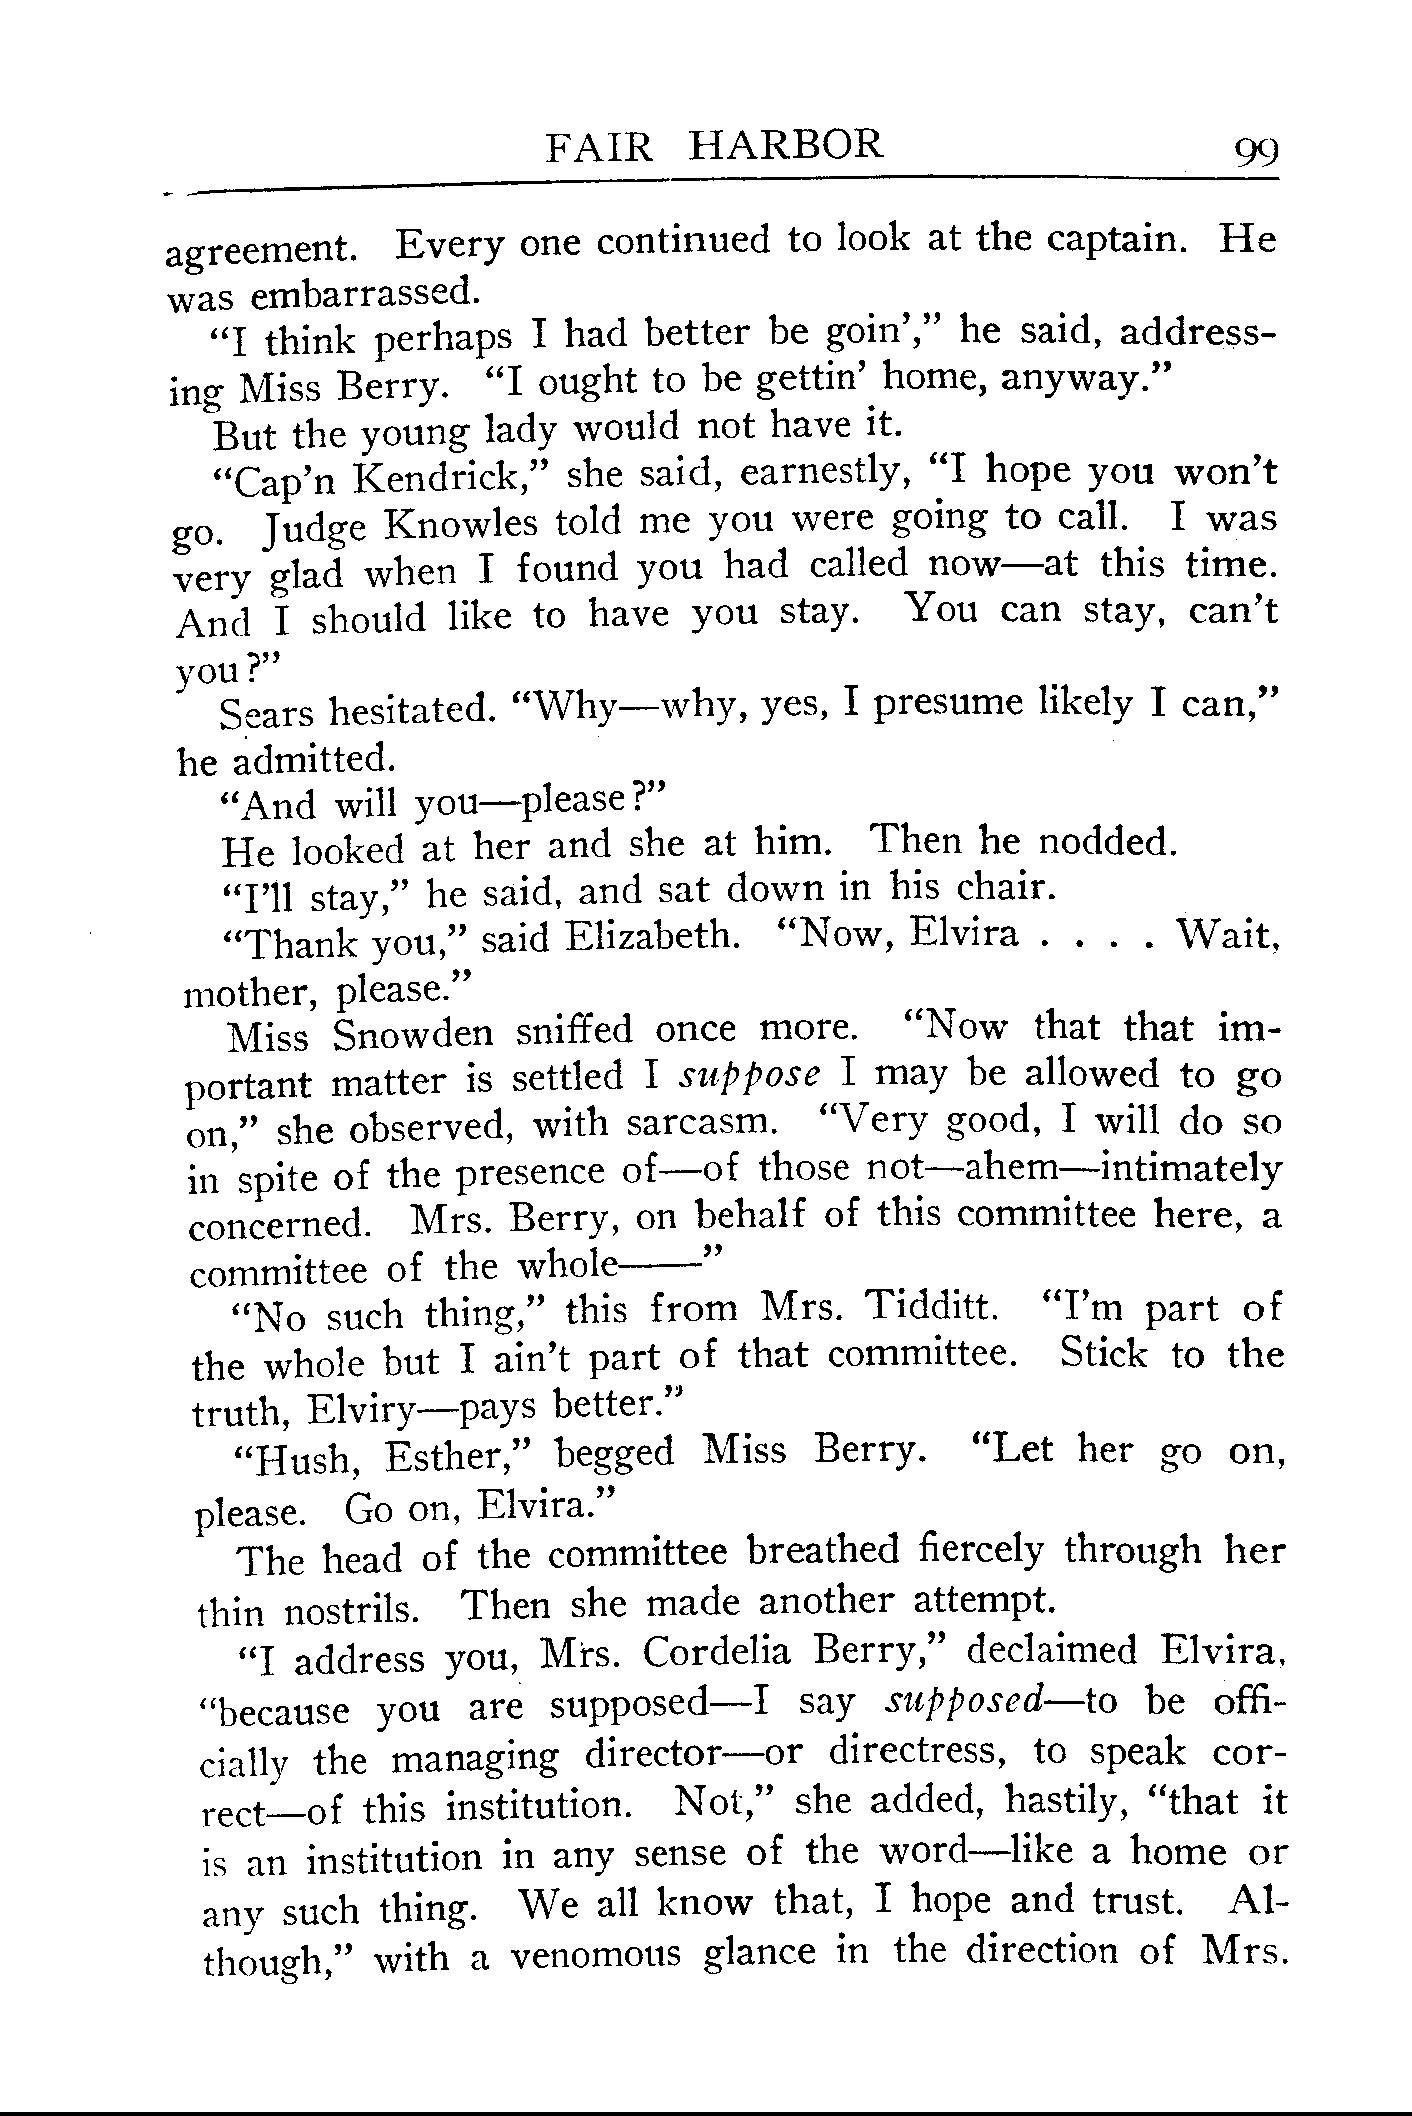 FAIR HARBOR 99
agreement. Every one continued to look at the captain. He
was embarrassed.
“I think perhaps I had better be goin’,” he said, address-
ing Miss Berry. “I ought to be gettin’ home, anyway.”
But the young lady would not have it.
“Cap’n Kendrick,” she said, earnestly, “I hope you won’t
go. Judge Knowles told me you were going to call. I was
very glad when I found you had called now—at this time.
And I should like to have you stay. You can stay, can’t
you?”
Sears hesitated. “Why—why, yes, I presume likely I can,”
he admitted.
“And will you—please?”
He looked at her and she at him. Then he nodded.
“I’ll stay,” he said, and sat down in his chair.
“Thank you,” said Elizabeth. “Now, Elvira . . . . Wait,
mother, please.”
Miss Snowden sniffed once more. “Now that that im-
portant matter is settled I suppose I may be allowed to go
on,” she observed, with sarcasm. “Very good, I will do so
in spite of the presence of—of those not—ahem—intimately
concerned. Mrs. Berry, on behalf of this committee here, a
committee of the whole——”
“No such thing,” this from Mrs. Tidditt. “I’m part of
the whole but I ain’t part of that committee. Stick to the
truth, Elviry—pays better.”
“Hush, Esther,” begged Miss Berry. “Let her go on,
please. Go on, Elvira.”
The head of the committee breathed fiercely through her
thin nostrils. Then she made another attempt.
“I address you, Mrs. Cordelia Berry,” declaimed Elvira,
“because you are supposed—I say supposed—to be offi-
cially the managing director—or directress, to speak cor-
rect—of this institution. Not,” she added, hastily, “that it
is an institution in any sense of the word—like a home or
any such thing. We all know that, I hope and trust. Al-
though,” with a venomous glance in the direction of Mrs.